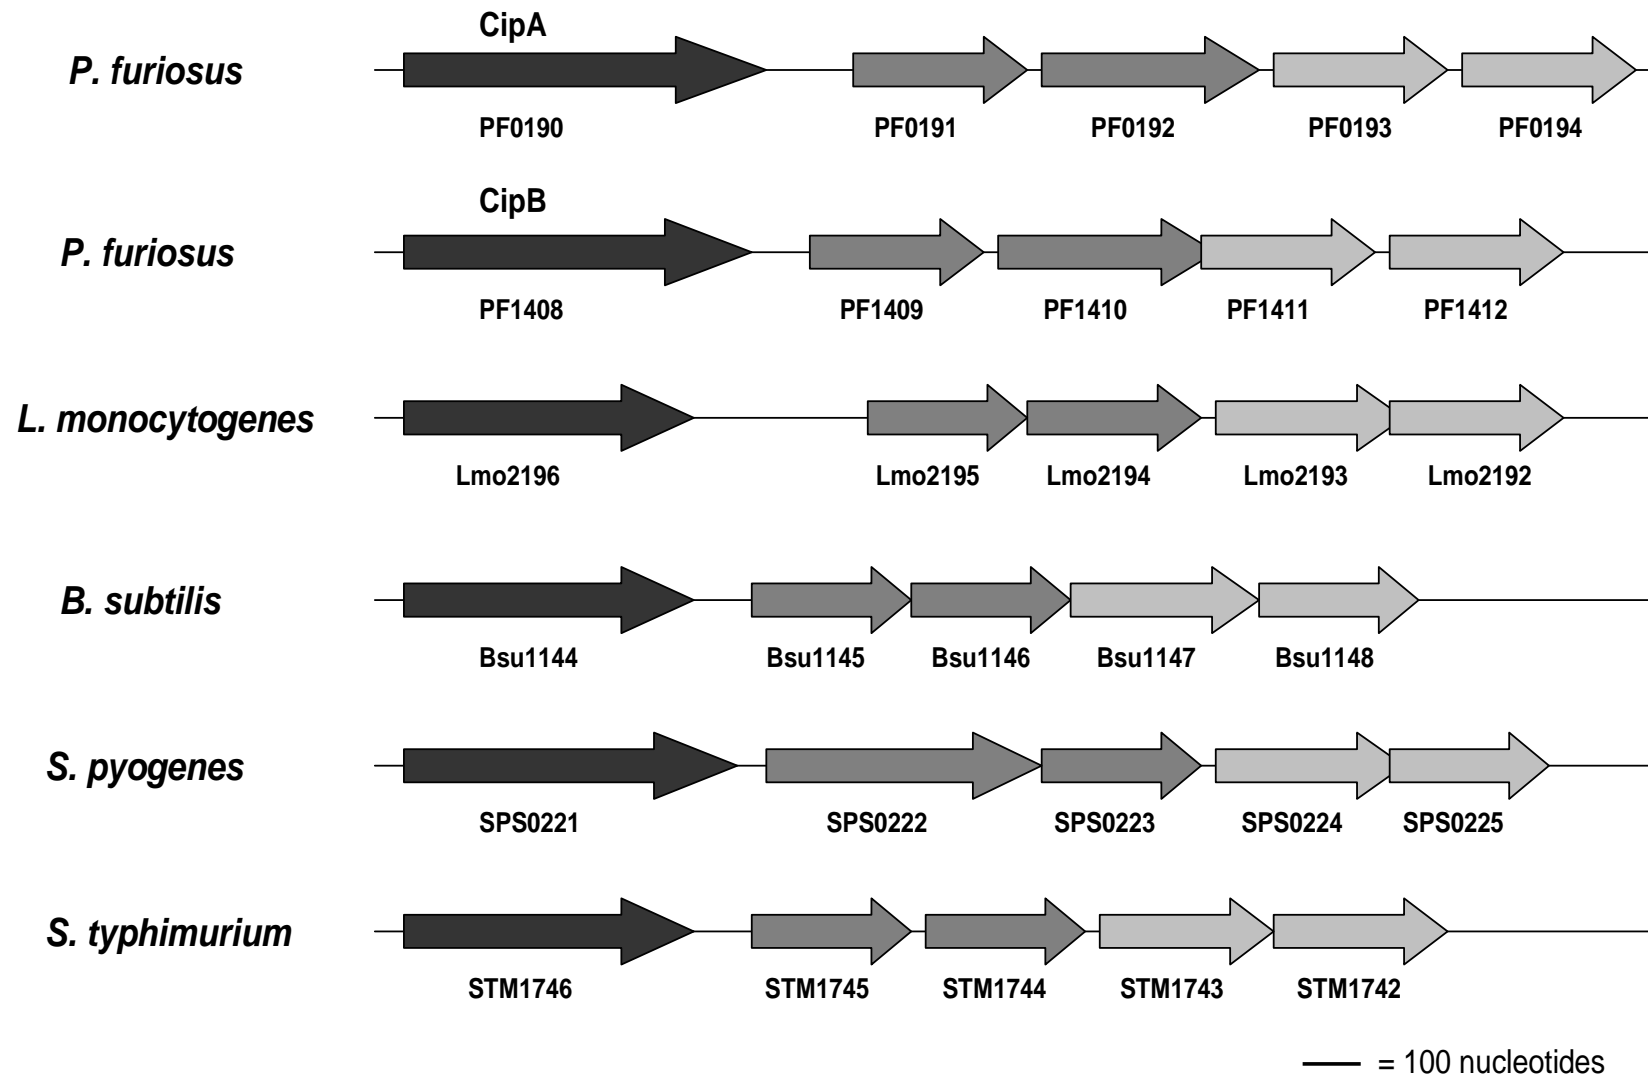 CipA
P. furiosus
PF0190 PF0191 PF0192 PF0193 PF0194
CipB
P. furiosus
PF1408 PF1409 PF1410 PF1411 PF1412
L. monocytogenes
Lmo2196 Lmo2195 Lmo2194 Lmo2193 Lmo2192
B. subtilis
Bsu1144 Bsu1145 Bsu1146 Bsu1147 Bsu1148
S. pyogenes
SPS0221 SPS0222 SPS0223 SPS0224 SPS0225
S. typhimurium
STM1746 STM1745 STM1744 STM1743 STM1742
= 100 nucleotides